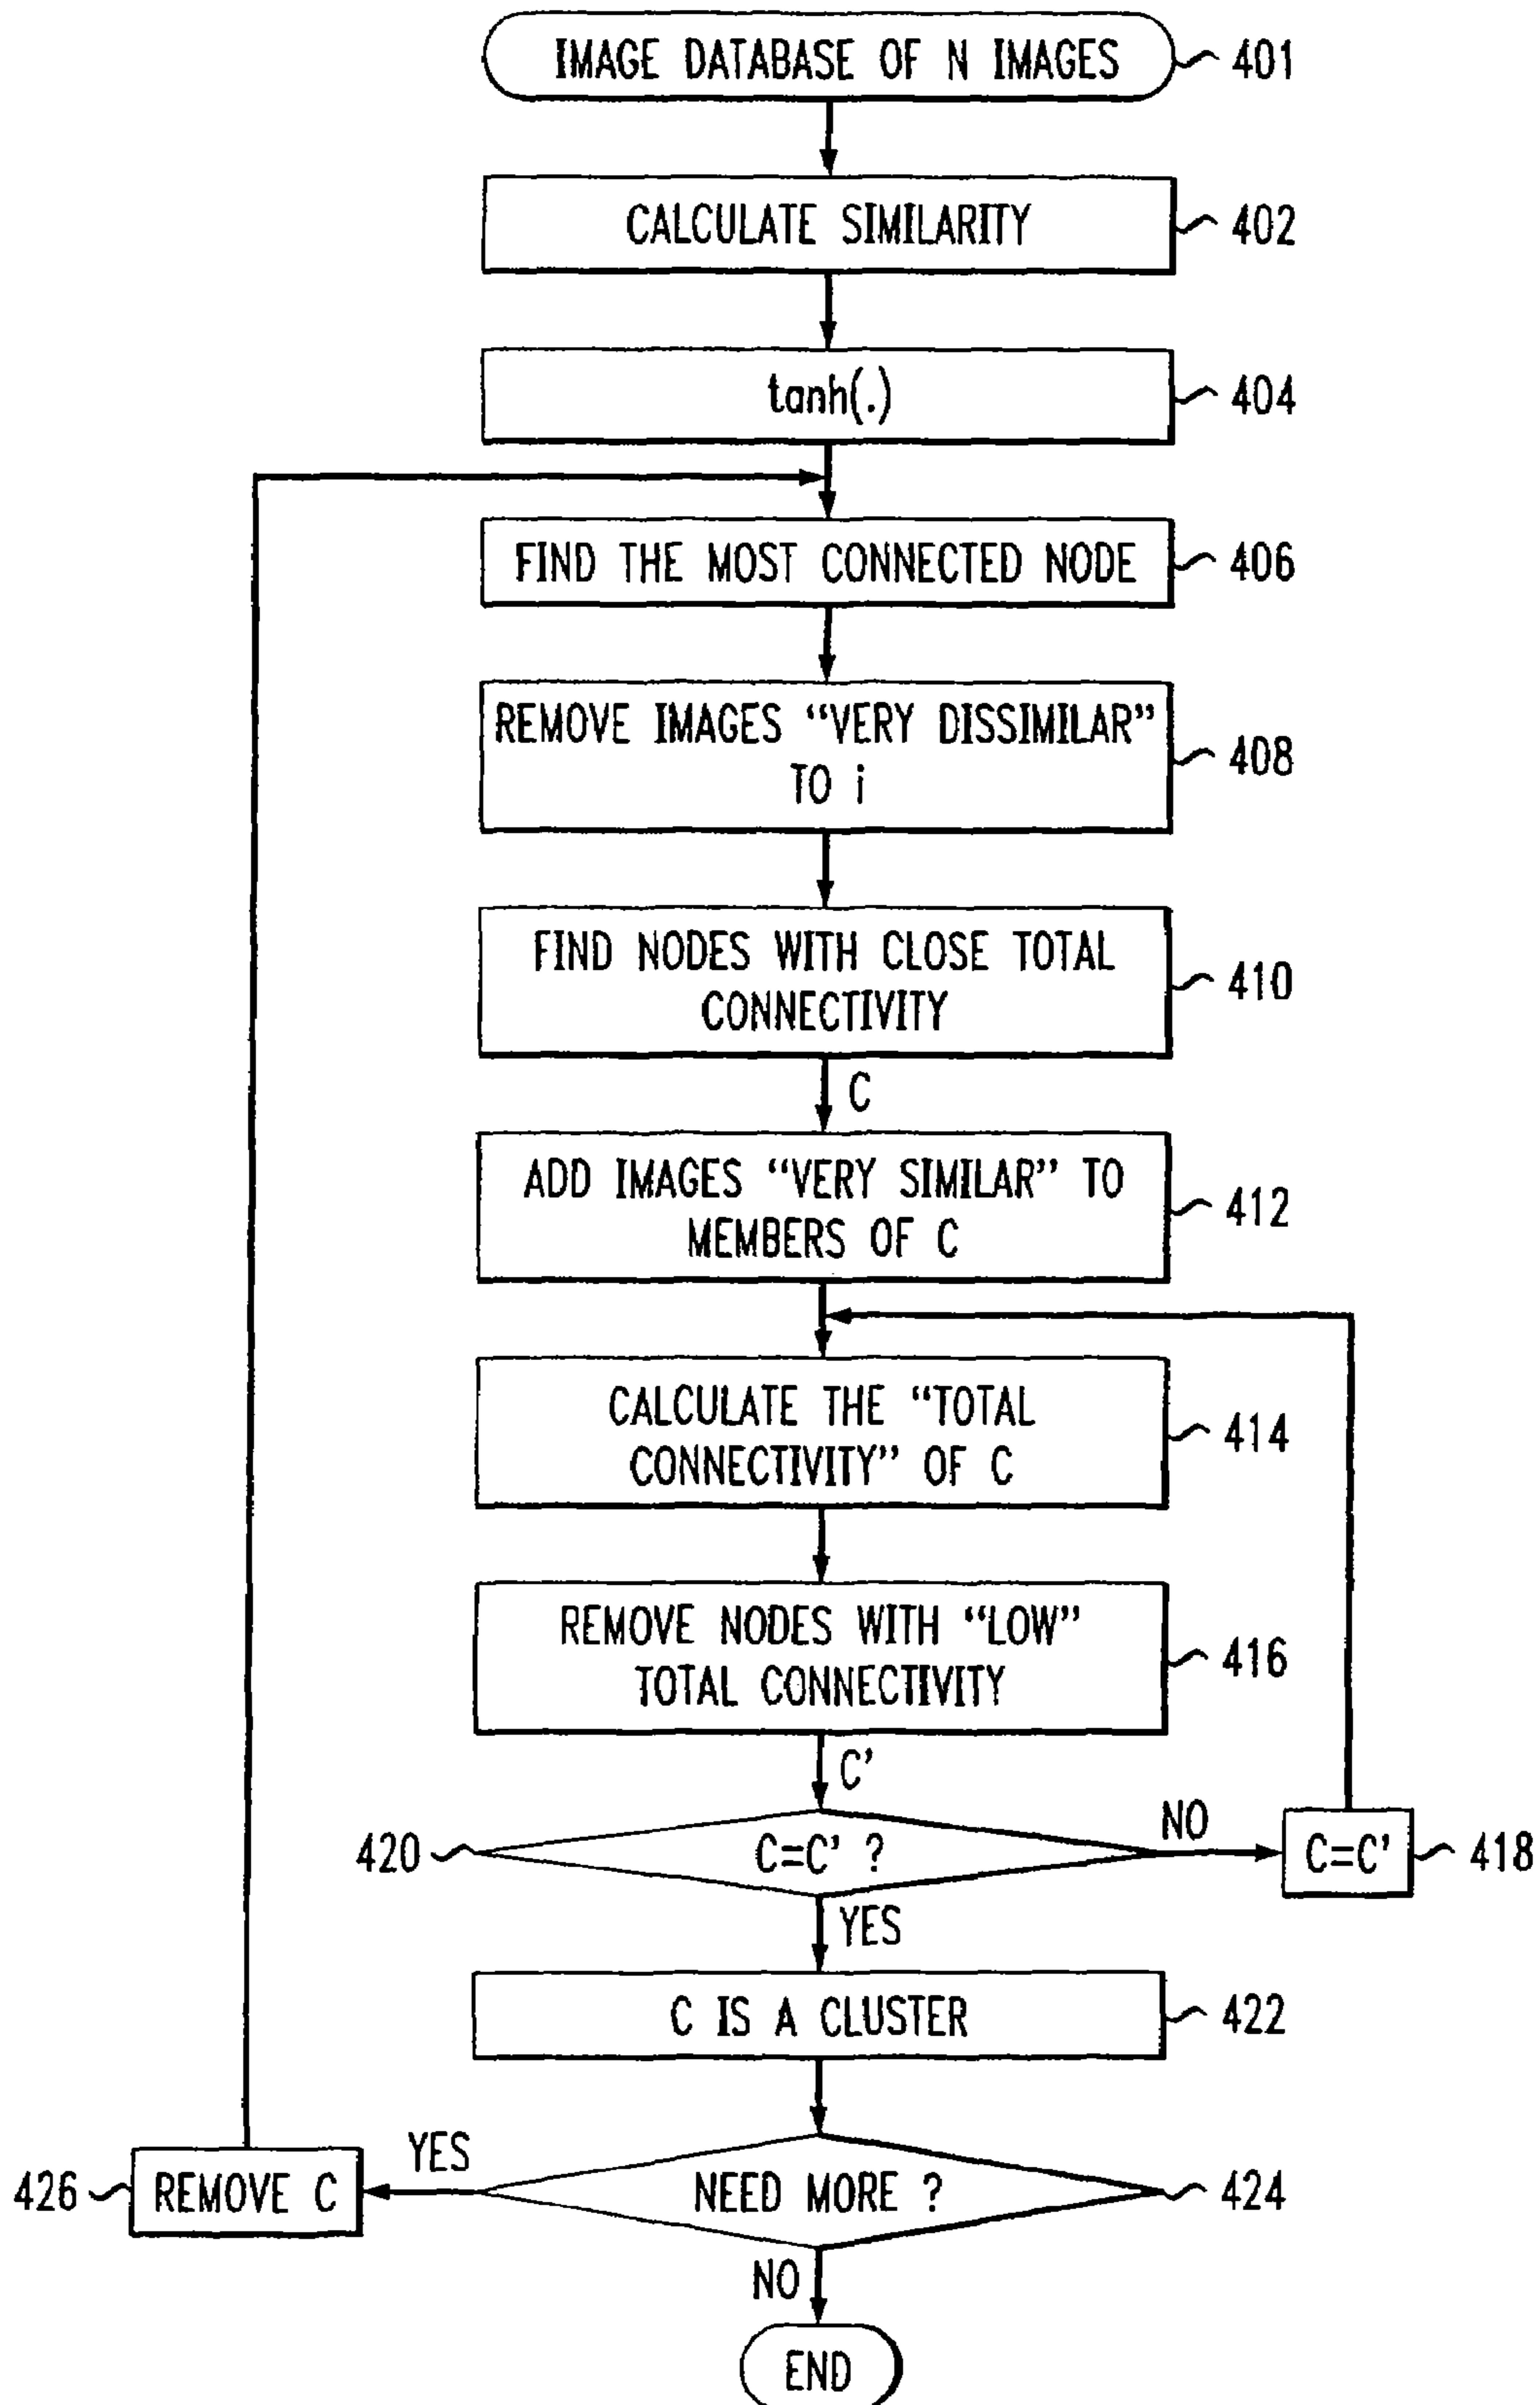 IMAGE DATABASE OF N IMAGES
401
CALCULATE SIMILARITY
402
tanh(.)
404
FIND THE MOST CONNECTED NODE
406
REMOVE IMAGES “VERY DISSIMILAR”
TO i
408
FIND NODES WITH CLOSE TOTAL
CONNECTIVITY
410
C
ADD IMAGES “VERY SIMILAR” TO
MEMBERS OF C
412
CALCULATE THE “TOTAL
CONNECTIVITY” OF C
414
REMOVE NODES WITH “LOW”
TOTAL CONNECTIVITY
416
C'
420
C=C' ?
NO
C=C'
418
YES
C IS A CLUSTER
422
426
REMOVE C
YES
NEED MORE ?
424
NO
END